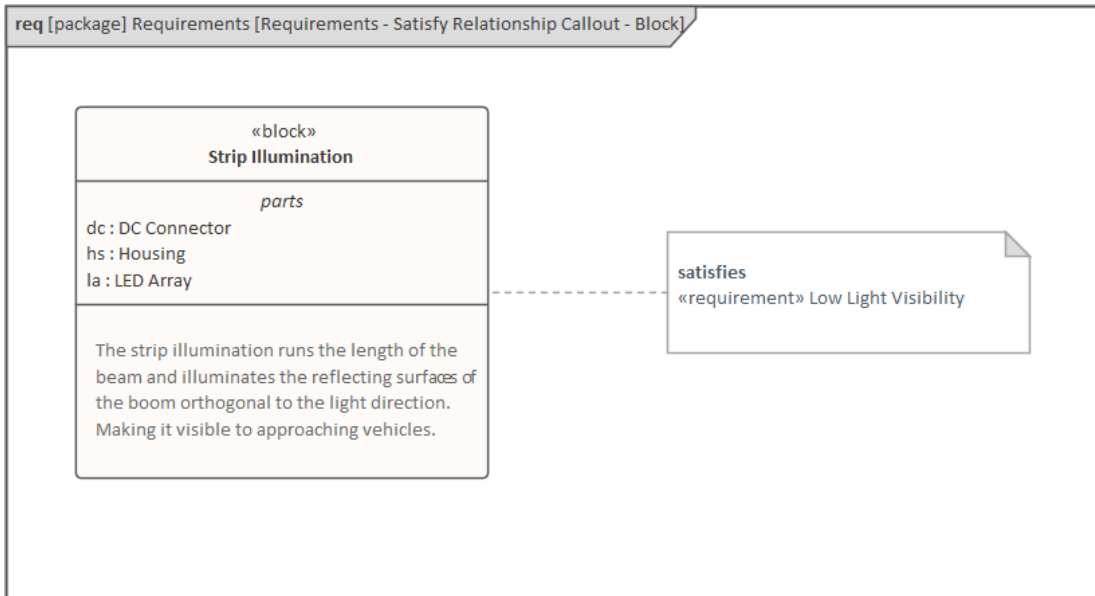 req [package] Requirements [Requirements - Satisfy Relationship Callout - Block]
«block»
Strip Illumination
parts
dc : DC Connector
hs : Housing
la : LED Array
satisfies
«requirement» Low Light Visibility
The strip illumination runs the length of the
beam and illuminates the reflecting surfaces of
the boom orthogonal to the light direction.
Making it visible to approaching vehicles.